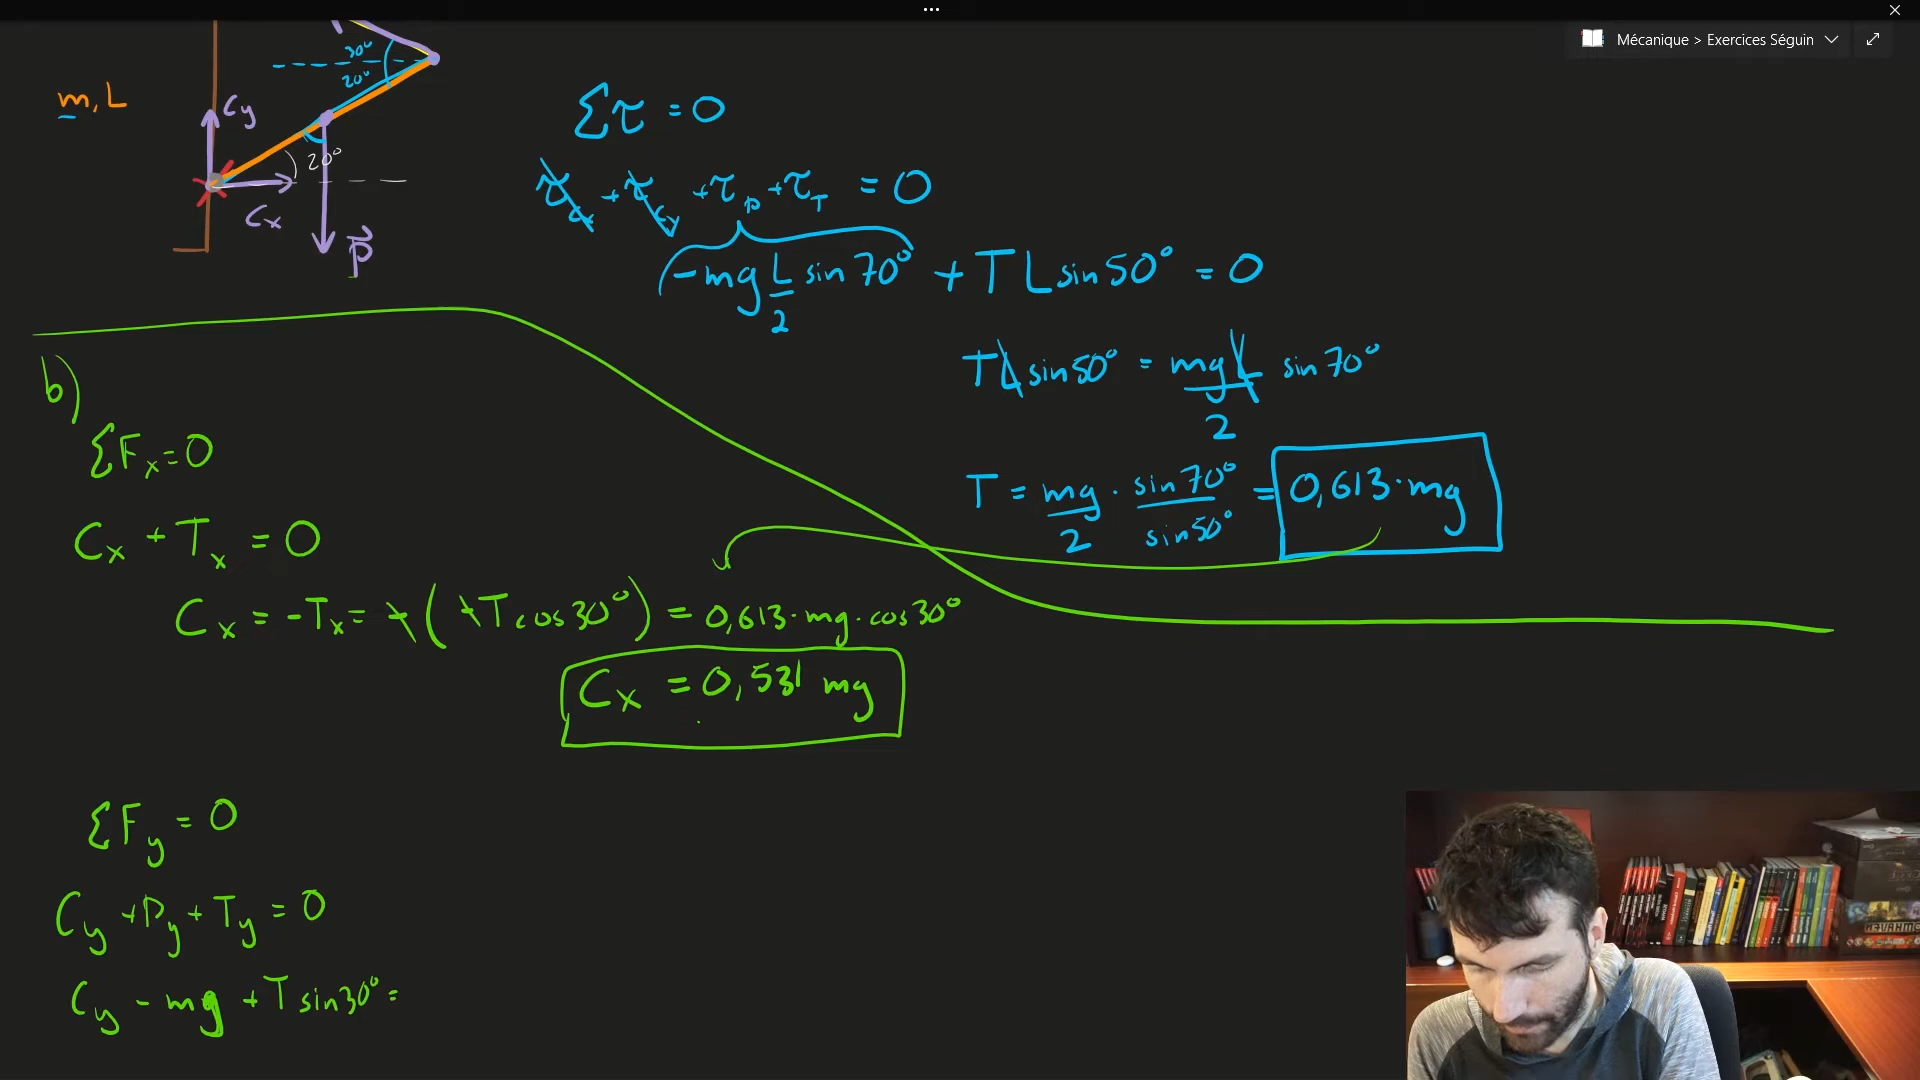 Mécanique > Exercices Séguin
30°
20°
m, L
Cy
20°
Cx
P
Στ = 0
τCx + τCy + τp + τT = 0
-mg L/2 sin 70° + T L sin 50° = 0
T L sin 50° = mgL/2 sin 70°
T = mg/2 · sin 70°/sin 50° = 0,613 · mg
b)
ΣFx = 0
Cx + Tx = 0
Cx = -Tx = -(-T cos 30°) = 0,613 · mg · cos 30°
Cx = 0,531 mg
ΣFy = 0
Cy + Py + Ty = 0
Cy - mg + T sin 30° =